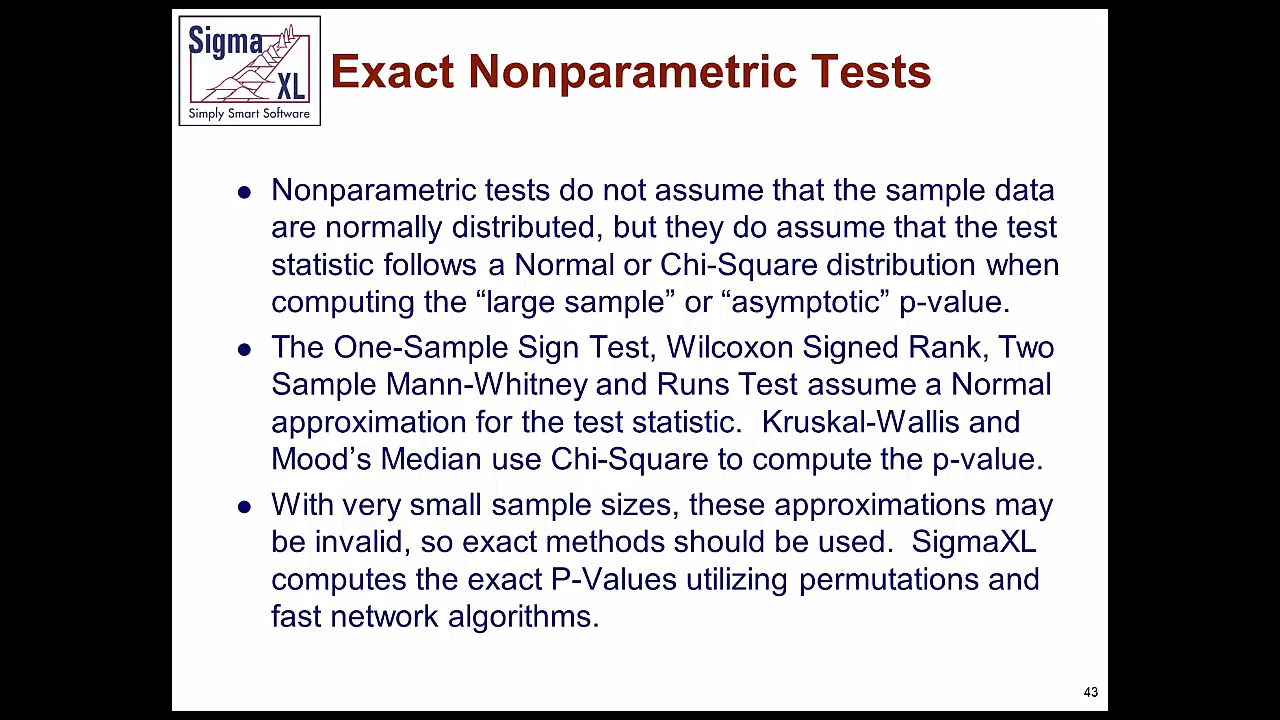 Sigma
XL
Simply Smart Software
Exact Nonparametric Tests
● Nonparametric tests do not assume that the sample data
are normally distributed, but they do assume that the test
statistic follows a Normal or Chi-Square distribution when
computing the “large sample” or “asymptotic” p-value.
● The One-Sample Sign Test, Wilcoxon Signed Rank, Two
Sample Mann-Whitney and Runs Test assume a Normal
approximation for the test statistic.  Kruskal-Wallis and
Mood’s Median use Chi-Square to compute the p-value.
● With very small sample sizes, these approximations may
be invalid, so exact methods should be used.  SigmaXL
computes the exact P-Values utilizing permutations and
fast network algorithms.
43